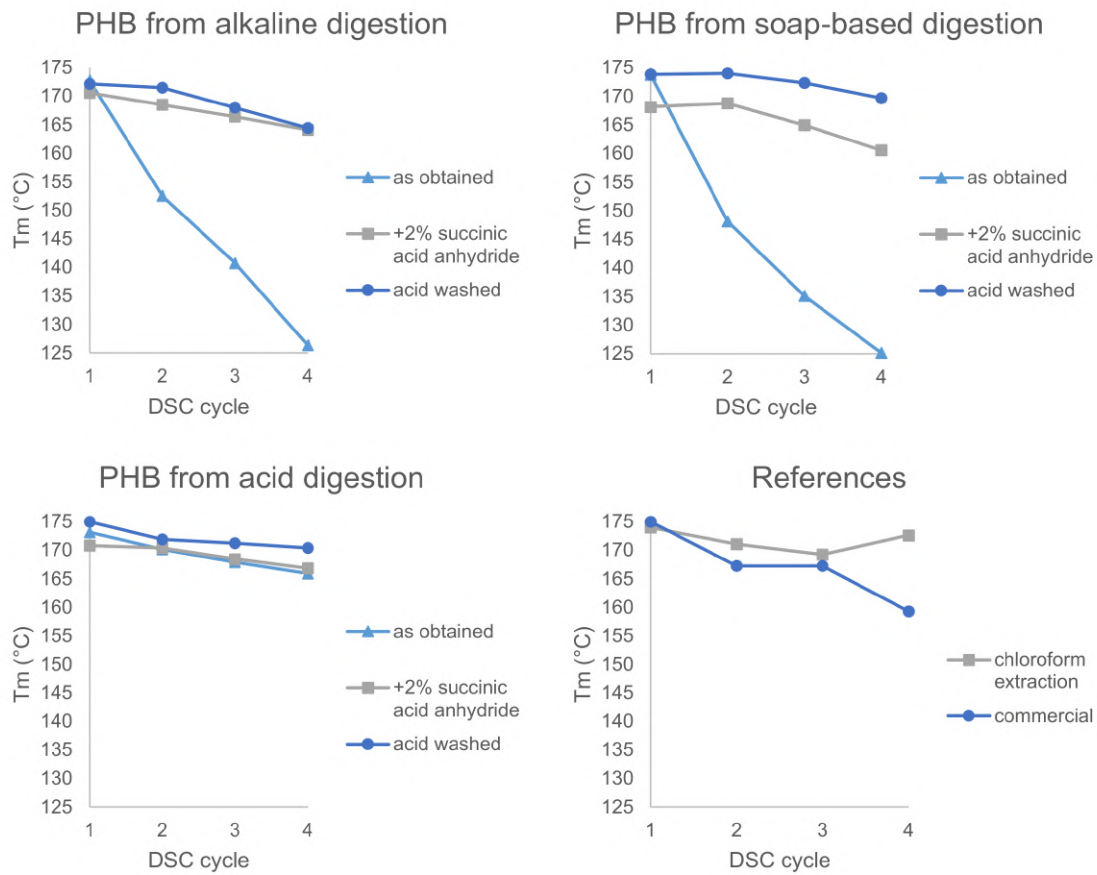 PHB from alkaline digestion
175
170
165
160
155
150
145
140
135
130
125
Tm (°C)
1 2 3 4
DSC cycle
as obtained
+2% succinic
acid anhydride
acid washed
PHB from soap-based digestion
175
170
165
160
155
150
145
140
135
130
125
Tm (°C)
1 2 3 4
DSC cycle
as obtained
+2% succinic
acid anhydride
acid washed
PHB from acid digestion
175
170
165
160
155
150
145
140
135
130
125
Tm (°C)
1 2 3 4
DSC cycle
as obtained
+2% succinic
acid anhydride
acid washed
References
175
170
165
160
155
150
145
140
135
130
125
Tm (°C)
1 2 3 4
DSC cycle
chloroform
extraction
commercial